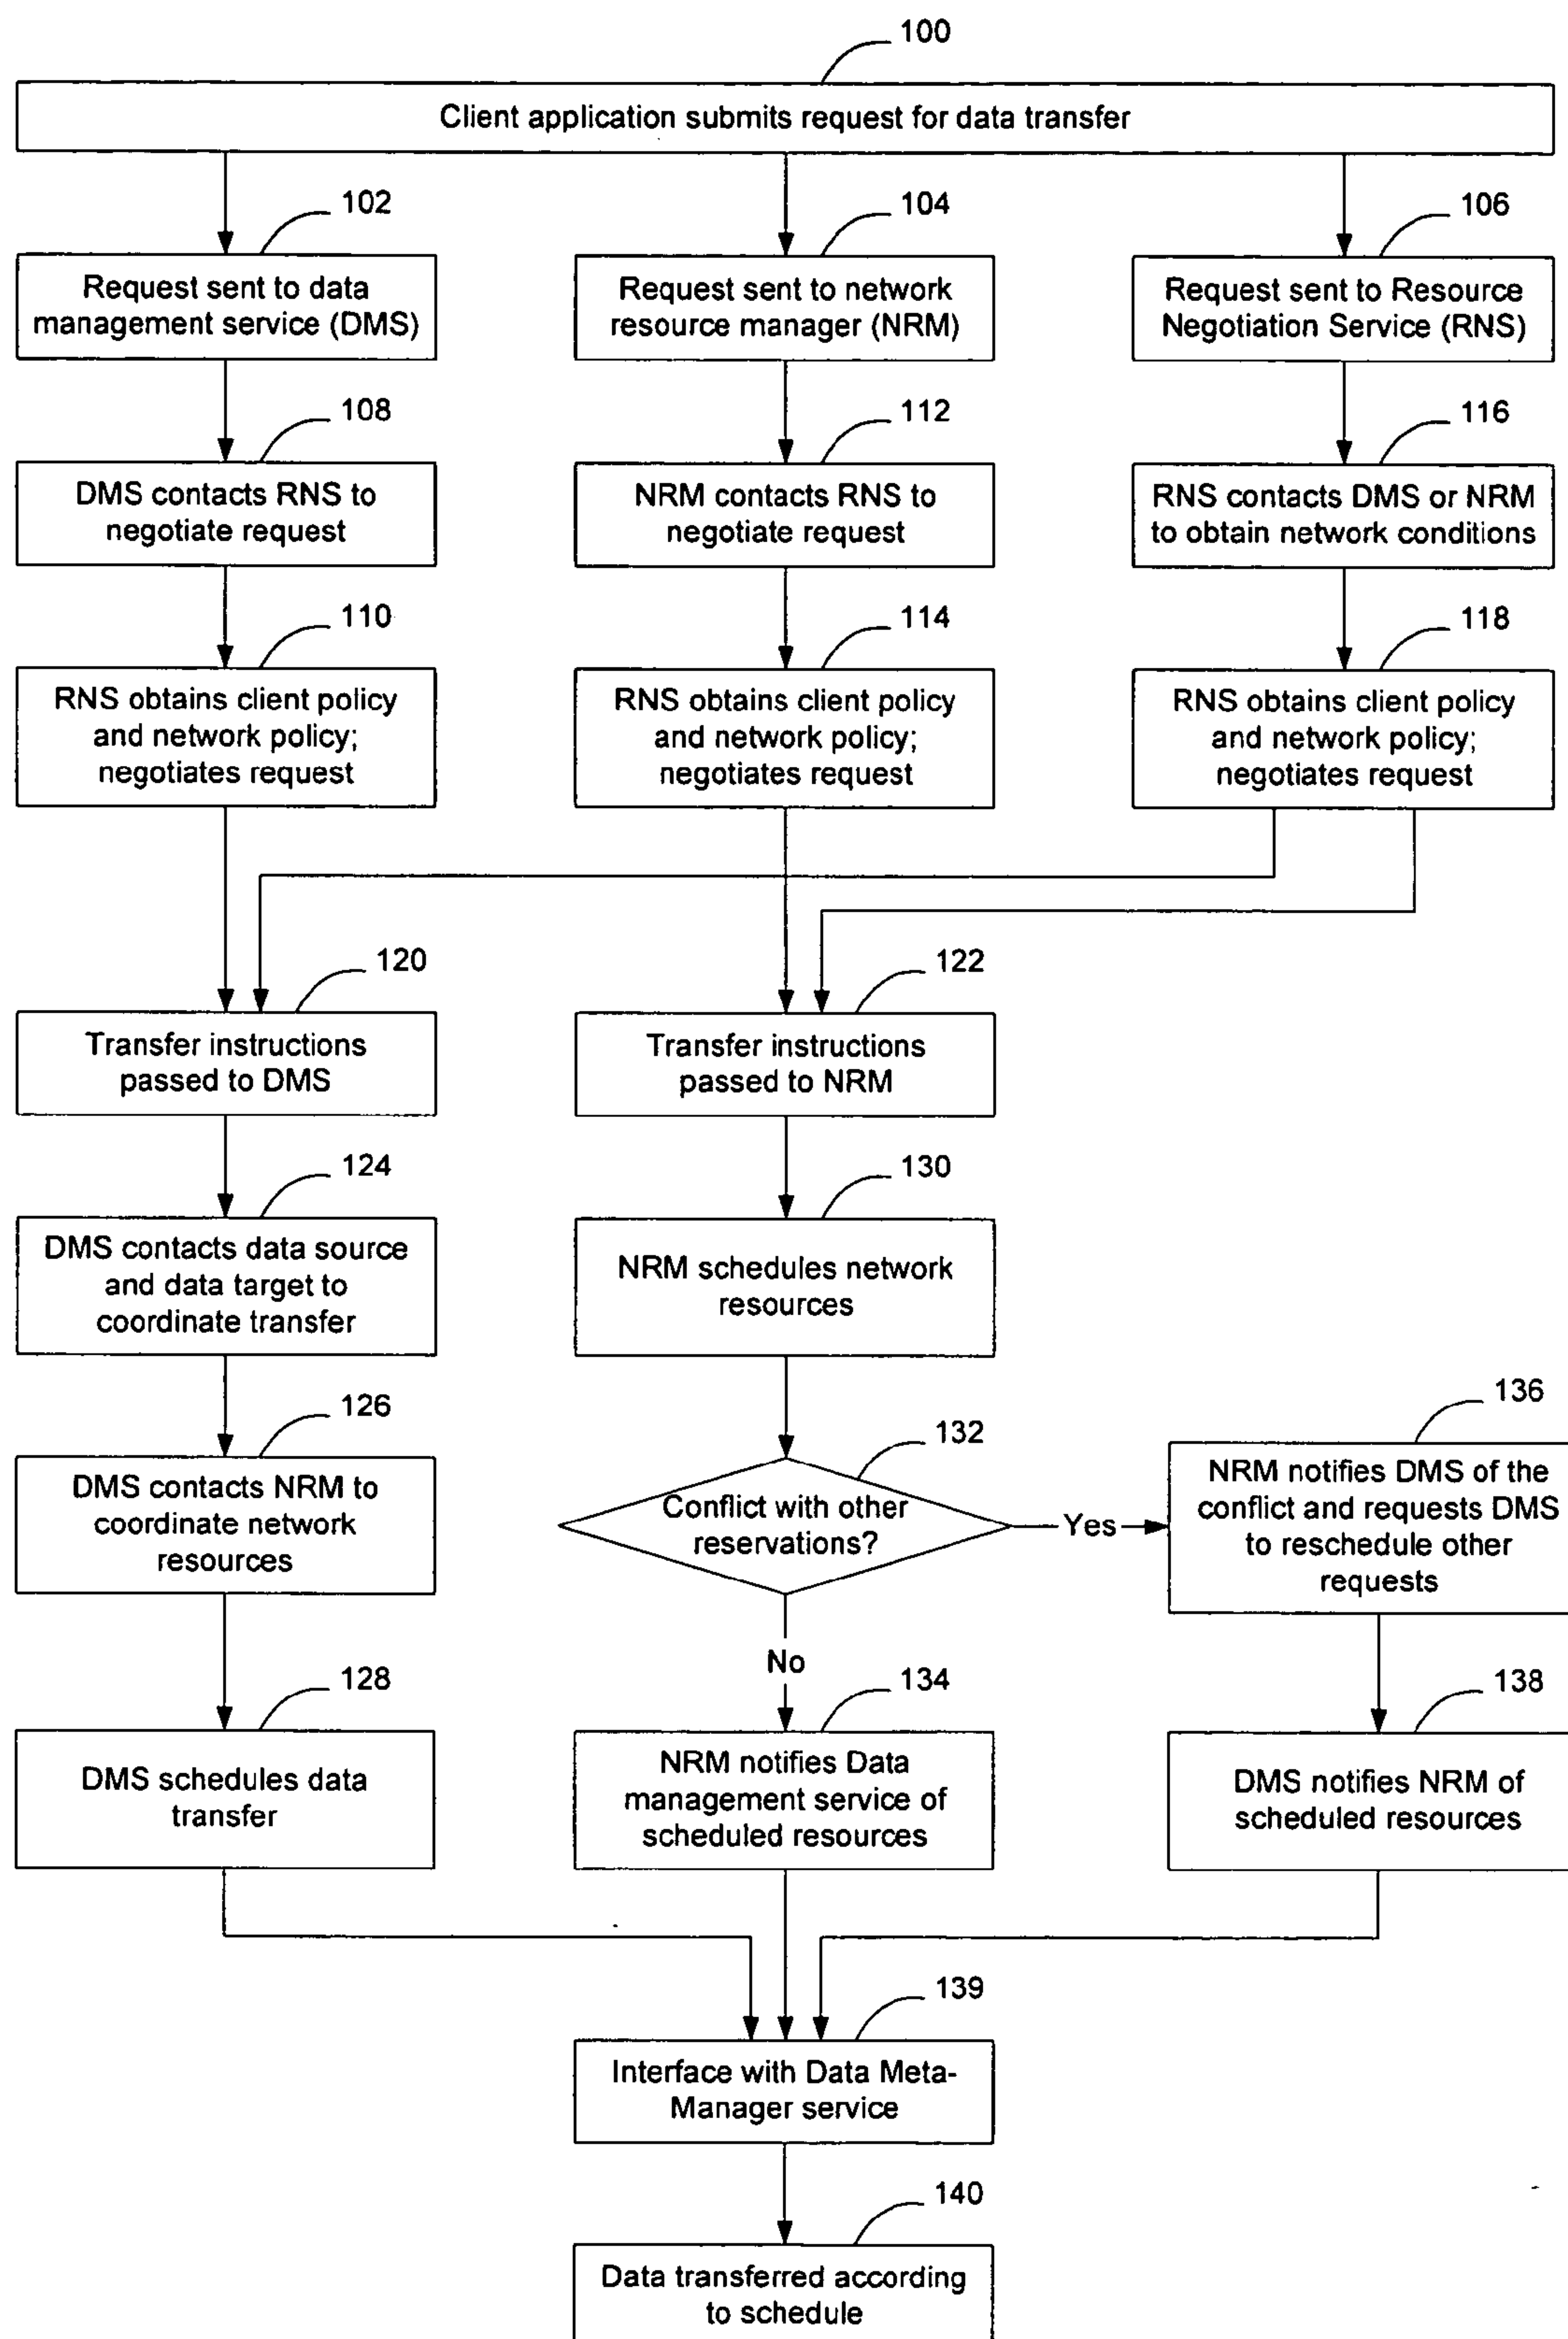 100
Client application submits request for data transfer
102
104
106
Request sent to data
management service (DMS)
Request sent to network
resource manager (NRM)
Request sent to Resource
Negotiation Service (RNS)
108
112
116
DMS contacts RNS to
negotiate request
NRM contacts RNS to
negotiate request
RNS contacts DMS or NRM
to obtain network conditions
110
114
118
RNS obtains client policy
and network policy;
negotiates request
RNS obtains client policy
and network policy;
negotiates request
RNS obtains client policy
and network policy;
negotiates request
120
122
Transfer instructions
passed to DMS
Transfer instructions
passed to NRM
124
130
DMS contacts data source
and data target to
coordinate transfer
NRM schedules network
resources
126
132
136
DMS contacts NRM to
coordinate network
resources
Conflict with other
reservations?
Yes
NRM notifies DMS of the
conflict and requests DMS
to reschedule other
requests
No
128
134
138
DMS schedules data
transfer
NRM notifies Data
management service of
scheduled resources
DMS notifies NRM of
scheduled resources
139
Interface with Data Meta-
Manager service
140
Data transferred according
to schedule